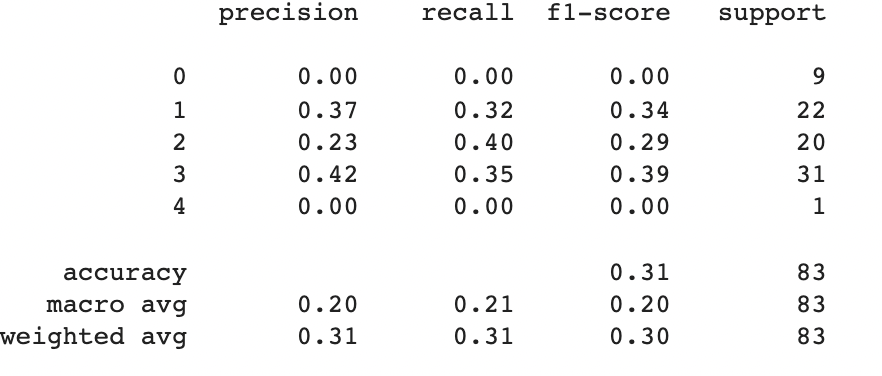 precision recall f1-score support
0 0.00 0.00 0.00 9
1 0.37 0.32 0.34 22
2 0.23 0.40 0.29 20
3 0.42 0.35 0.39 31
4 0.00 0.00 0.00 1
accuracy 0.31 83
macro avg 0.20 0.21 0.20 83
weighted avg 0.31 0.31 0.30 83